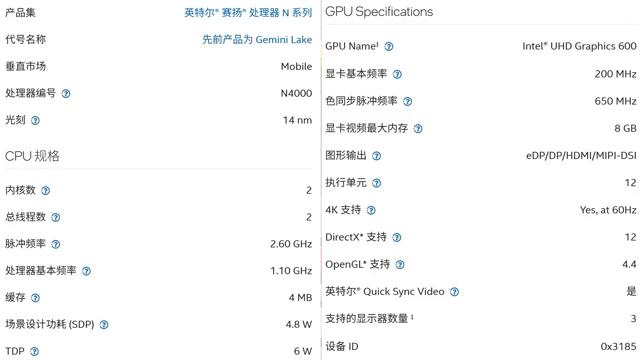 产品集 英特尔® 赛扬® 处理器 N 系列
代号名称 先前产品为 Gemini Lake
垂直市场 Mobile
处理器编号 N4000
光刻 14 nm
CPU 规格
内核数 2
总线程数 2
脉冲频率 2.60 GHz
处理器基本频率 1.10 GHz
缓存 4 MB
场景设计功耗 (SDP) 4.8 W
TDP 6 W
GPU Specifications
GPU Name‡ Intel® UHD Graphics 600
显卡基本频率 200 MHz
色同步脉冲频率 650 MHz
显卡视频最大内存 8 GB
图形输出 eDP/DP/HDMI/MIPI-DSI
执行单元 12
4K 支持 Yes, at 60Hz
DirectX* 支持 12
OpenGL* 支持 4.4
英特尔® Quick Sync Video 是
支持的显示器数量 ‡ 3
设备 ID 0x3185